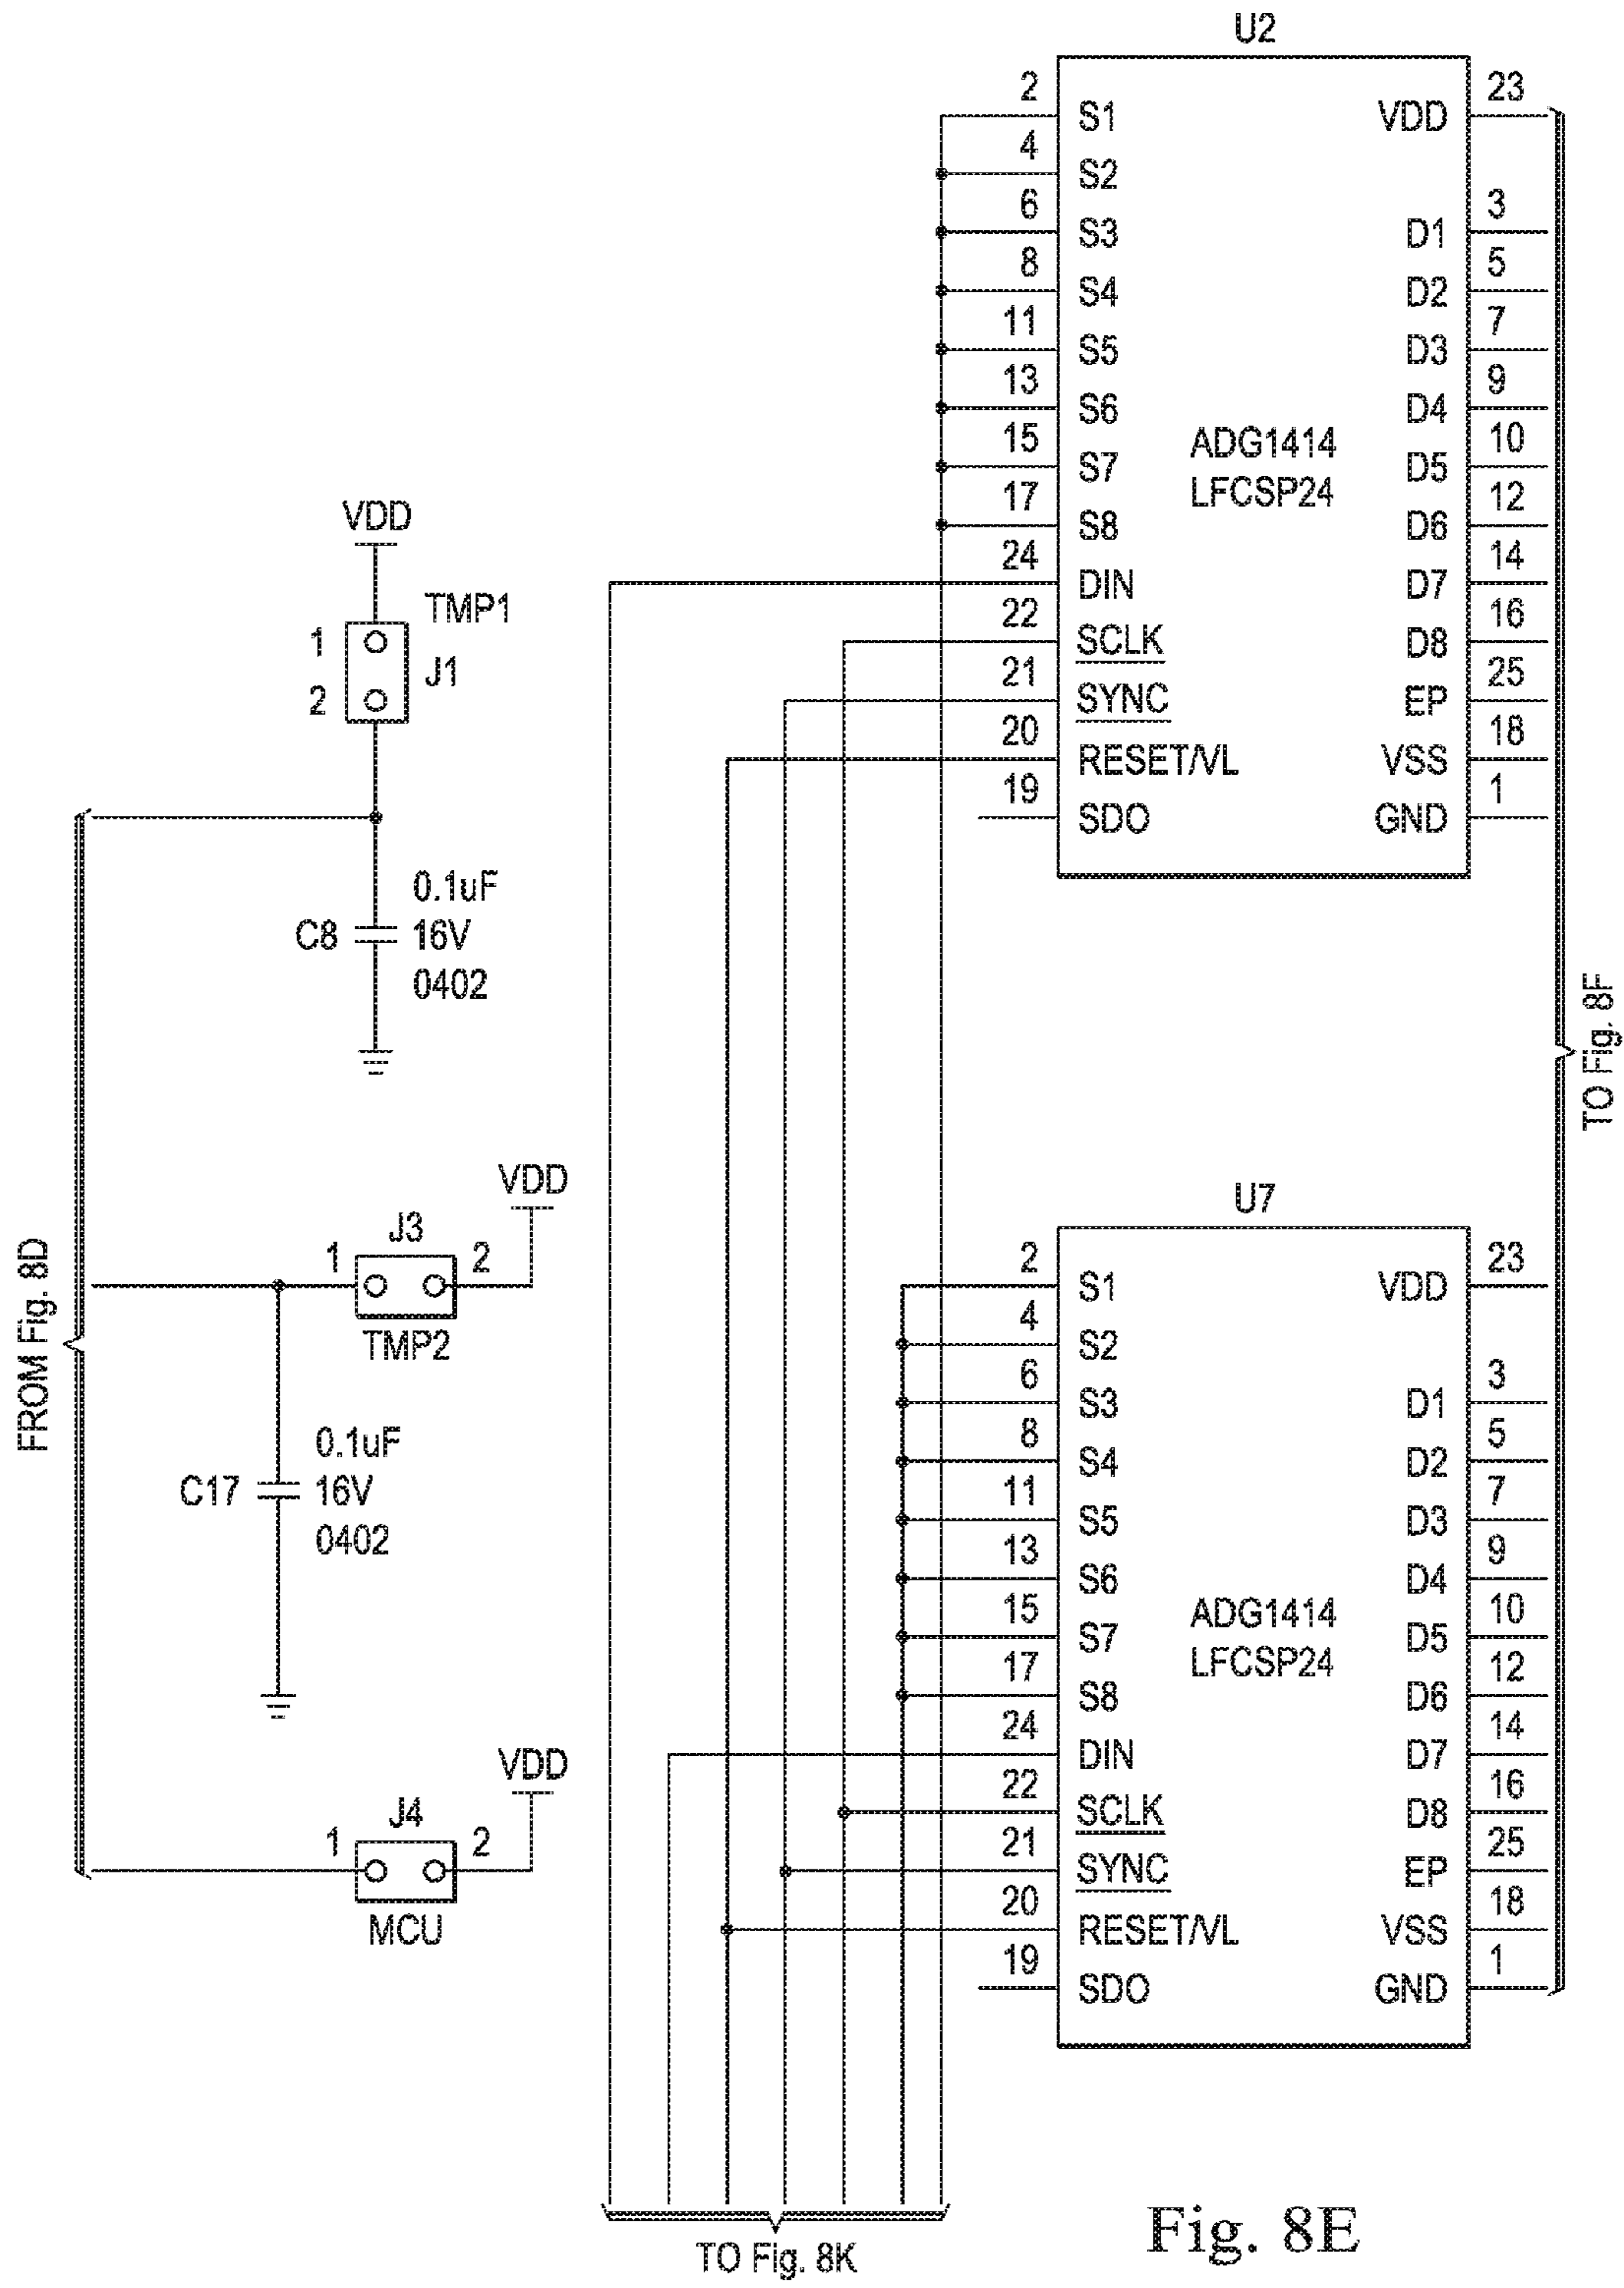 U2
2 S1 VDD 23
4 S2
6 S3 D1 3
8 S4 D2 5
11 S5 D3 7
13 S6 D4 9
15 S7 ADG1414 D5 10
17 S8 LFCSP24 D6 12
24 DIN D7 14
22 SCLK D8 16
21 SYNC EP 25
20 RESET/VL VSS 18
19 SDO GND 1
VDD
TMP1
1
J1
2
0.1uF
C8 16V
0402
TO Fig. 8F
FROM Fig. 8D
VDD
J3
1 2
TMP2
0.1uF
C17 16V
0402
VDD
J4
1 2
MCU
U7
2 S1 VDD 23
4 S2
6 S3 D1 3
8 S4 D2 5
11 S5 D3 7
13 S6 D4 9
15 S7 ADG1414 D5 10
17 S8 LFCSP24 D6 12
24 DIN D7 14
22 SCLK D8 16
21 SYNC EP 25
20 RESET/VL VSS 18
19 SDO GND 1
TO Fig. 8K
Fig. 8E